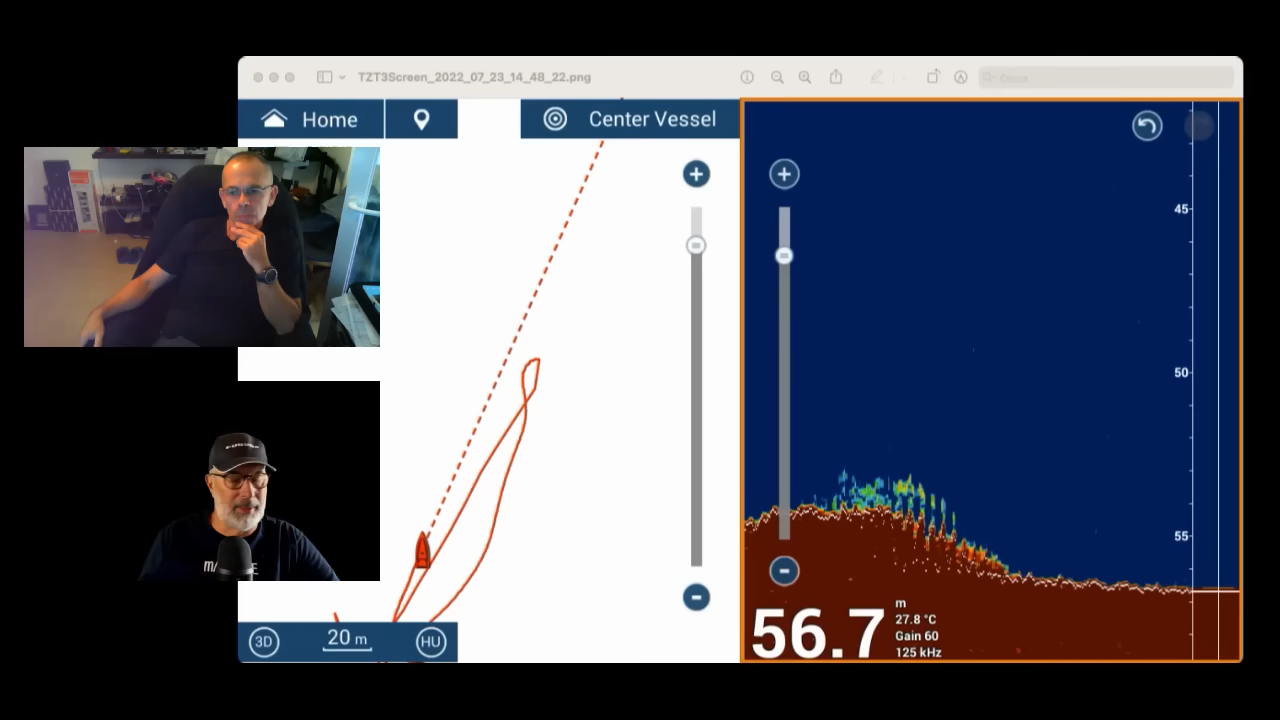 TZT3Screen_2022_07_23_14_48_22.png
Home
Center Vessel
45
50
55
56.7
m
27.8 °C
Gain 60
125 kHz
3D
20 m
HU